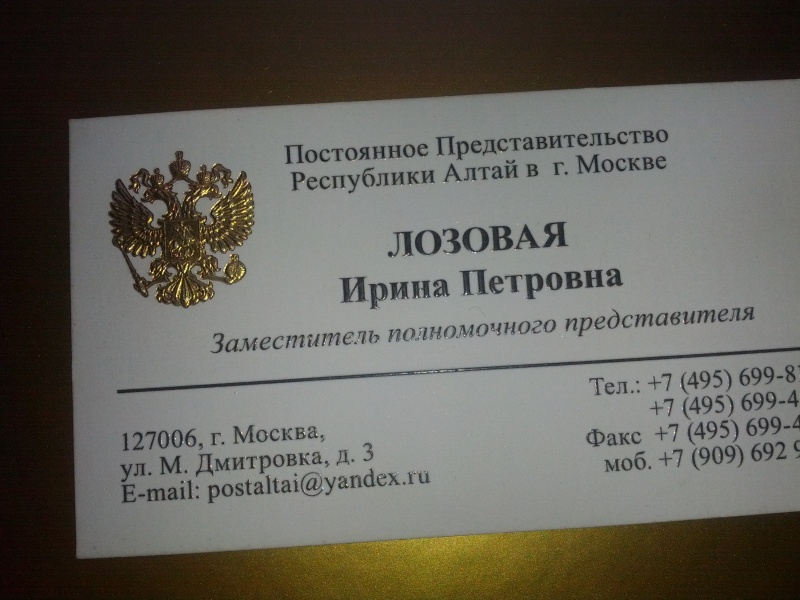 Постоянное Представительство
Республики Алтай в г. Москве
ЛОЗОВАЯ
Ирина Петровна
Заместитель полномочного представителя
Тел.: +7 (495) 699-8
+7 (495) 699-4
Факс +7 (495) 699-4
моб. +7 (909) 692 9
127006, г. Москва,
ул. М. Дмитровка, д. 3
E-mail: postaltai@yandex.ru